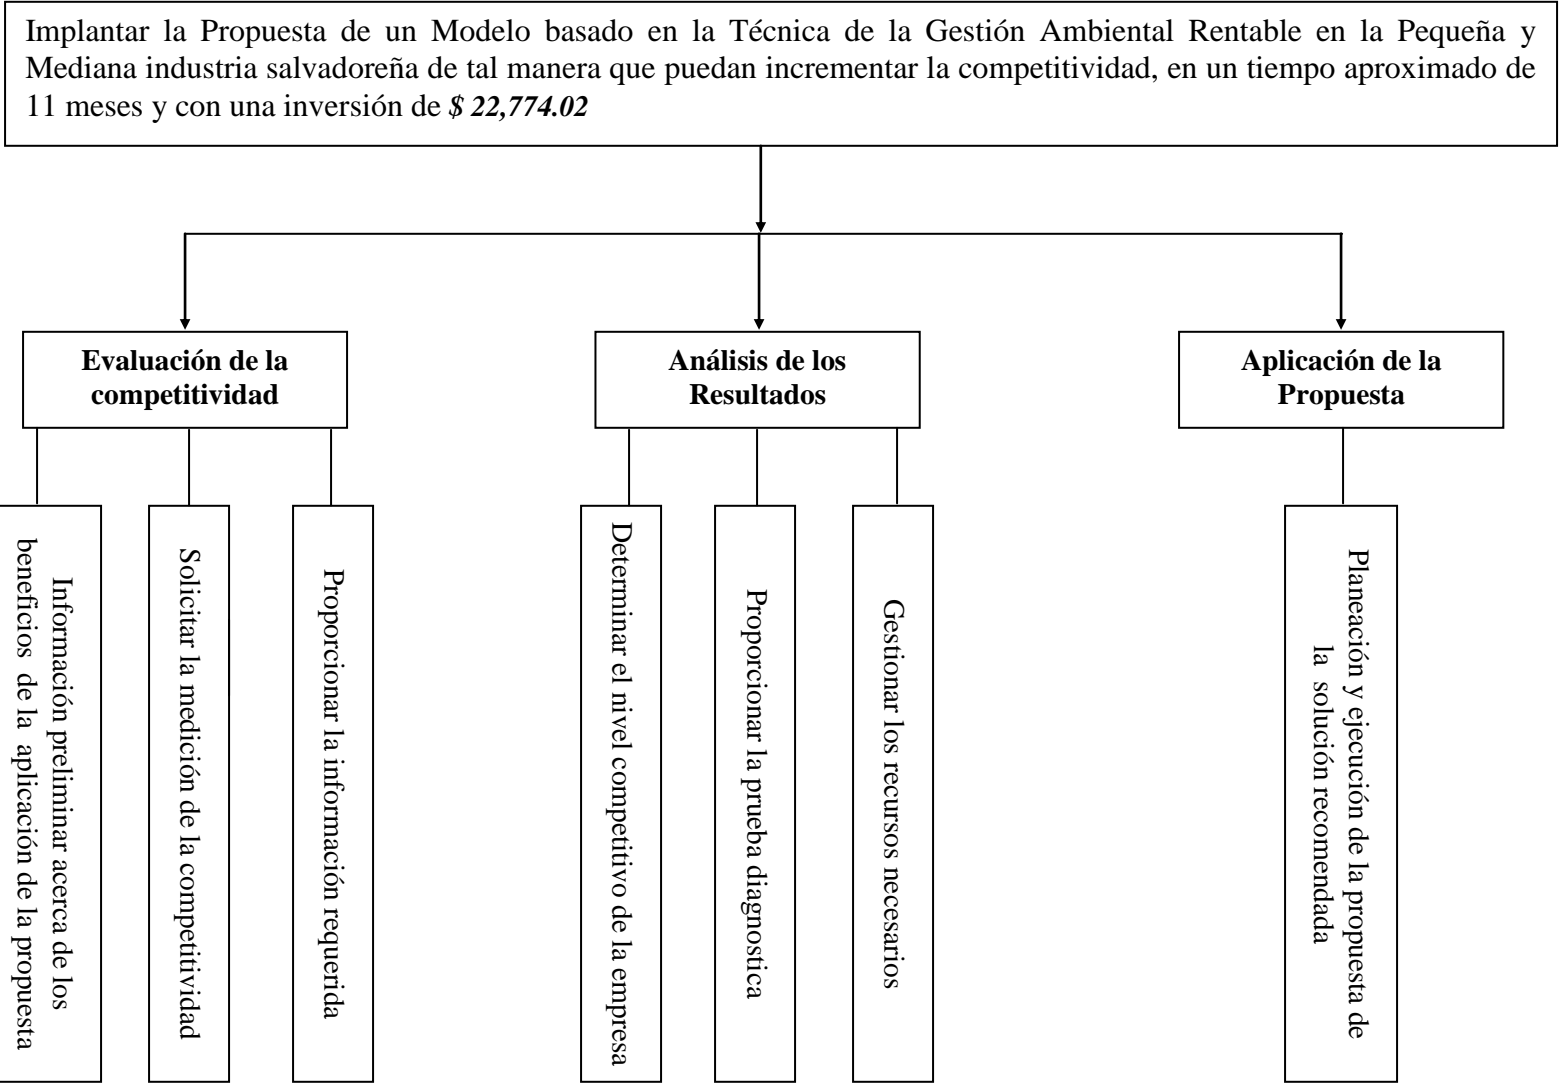 Implantar la Propuesta de un Modelo basado en la Técnica de la Gestión Ambiental Rentable en la Pequeña y
Mediana industria salvadoreña de tal manera que puedan incrementar la competitividad, en un tiempo aproximado de
11 meses y con una inversión de $ 22,774.02
Evaluación de la
competitividad
Análisis de los
Resultados
Aplicación de la
Propuesta
Información preliminar acerca de los
beneficios de la aplicación de la propuesta
Solicitar la medición de la competitividad
Proporcionar la información requerida
Determinar el nivel competitivo de la empresa
Proporcionar la prueba diagnostica
Gestionar los recursos necesarios
Planeación y ejecución de la propuesta de
la solución recomendada